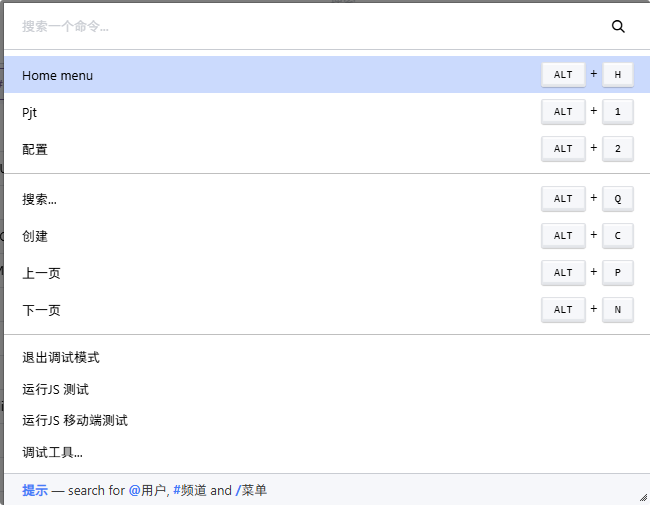 搜索一个命令...
Home menu ALT + H
Pjt ALT + 1
配置 ALT + 2
搜索... ALT + Q
创建 ALT + C
上一页 ALT + P
下一页 ALT + N
退出调试模式
运行JS 测试
运行JS 移动端测试
调试工具...
提示 — search for @用户, #频道 and /菜单